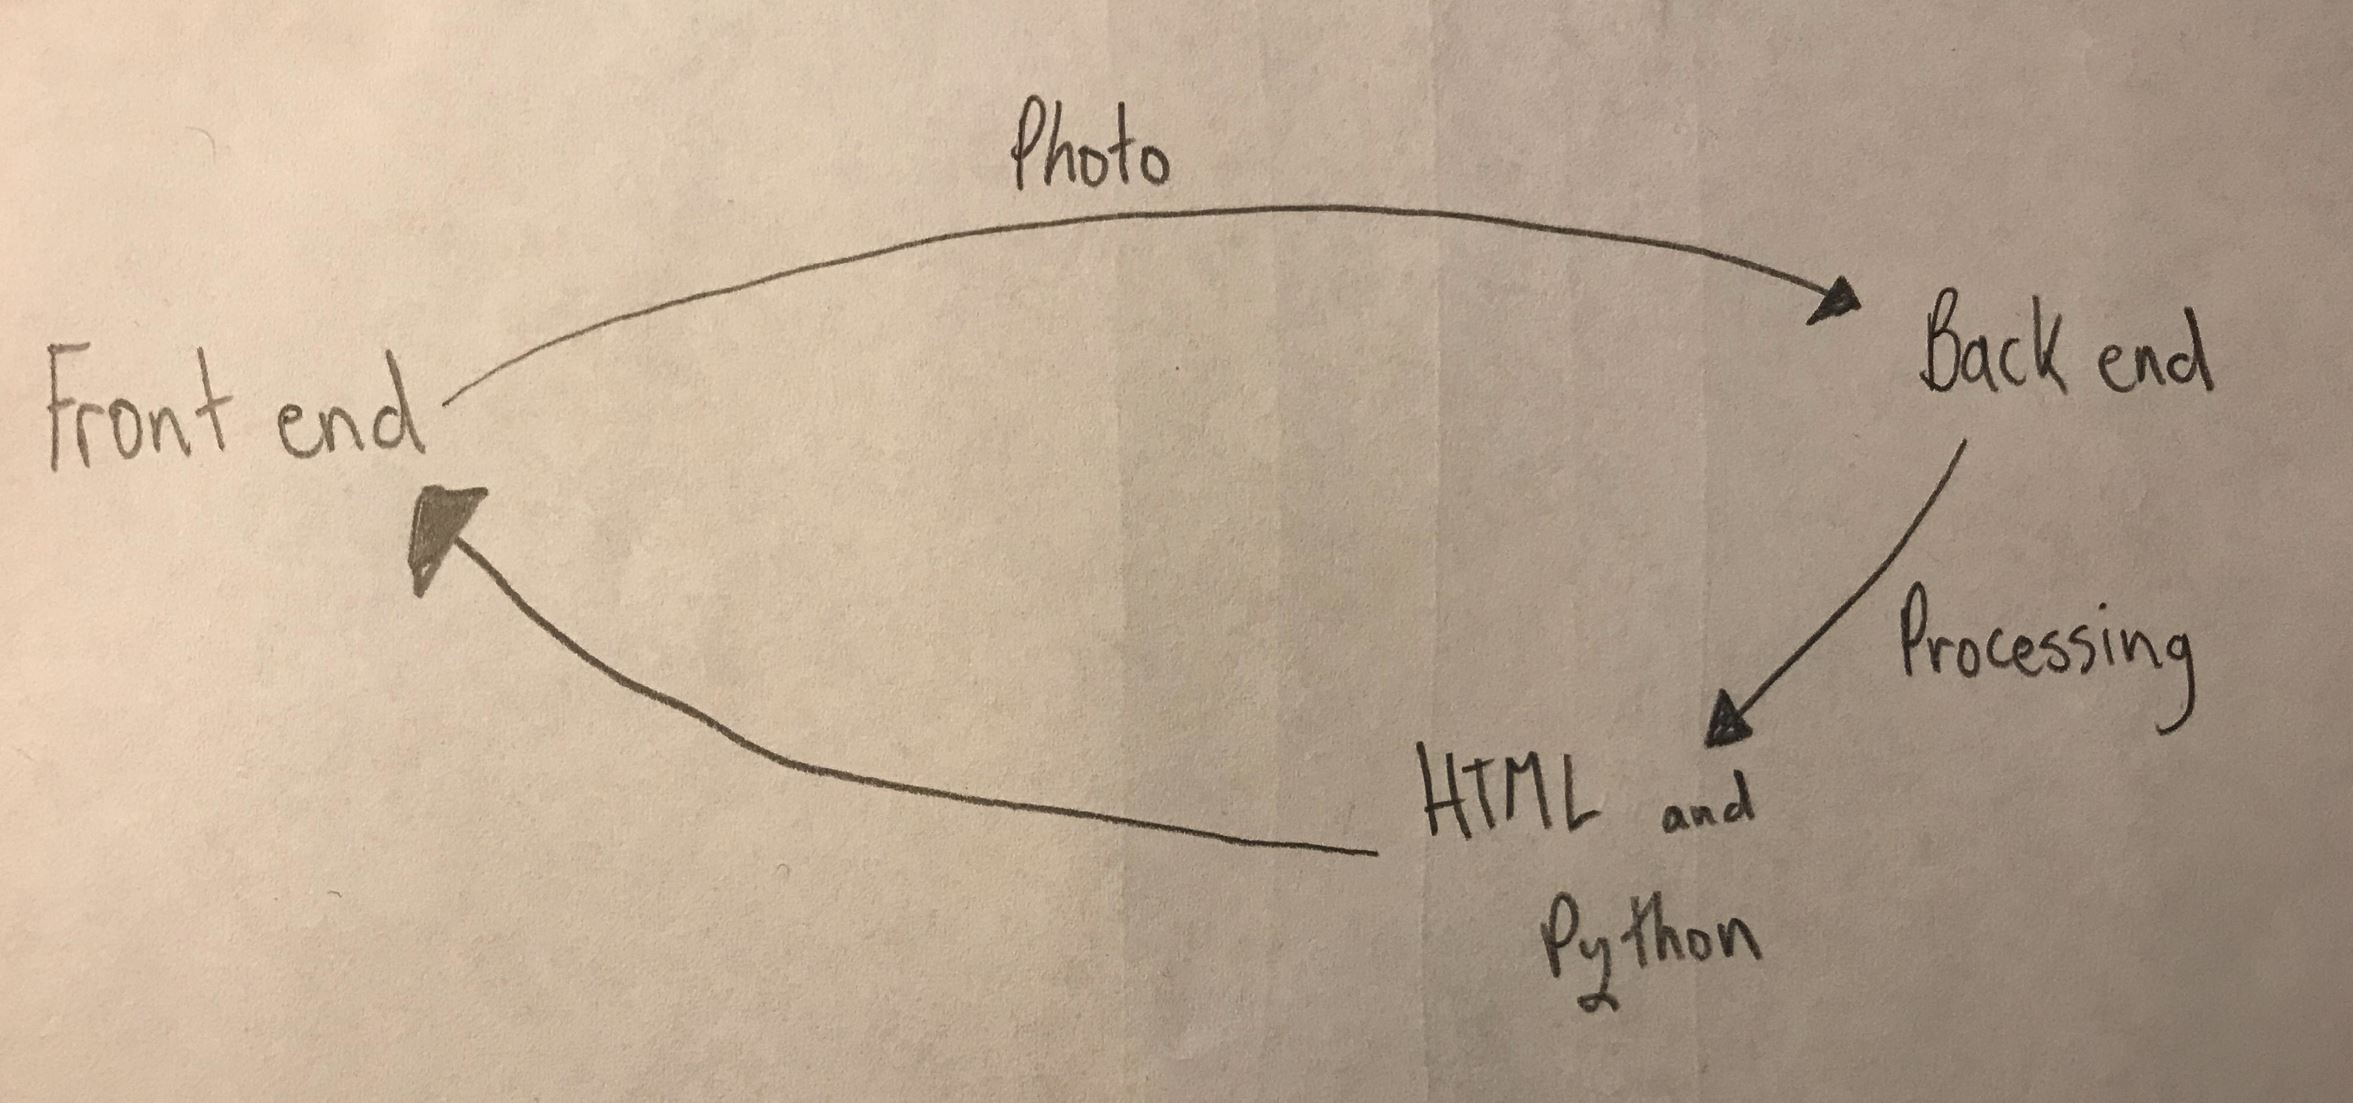 Photo
Front end
Back end
Processing
HTML and
Python